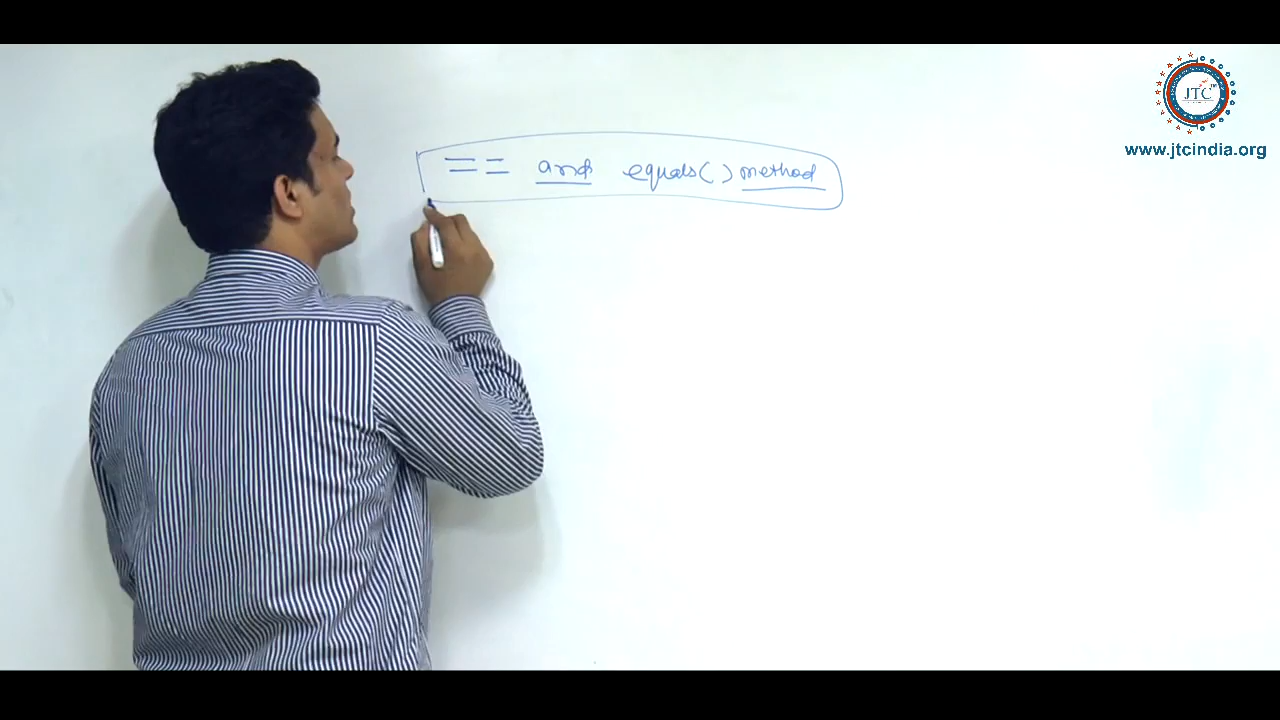 == and equals() method
JTC
www.jtcindia.org